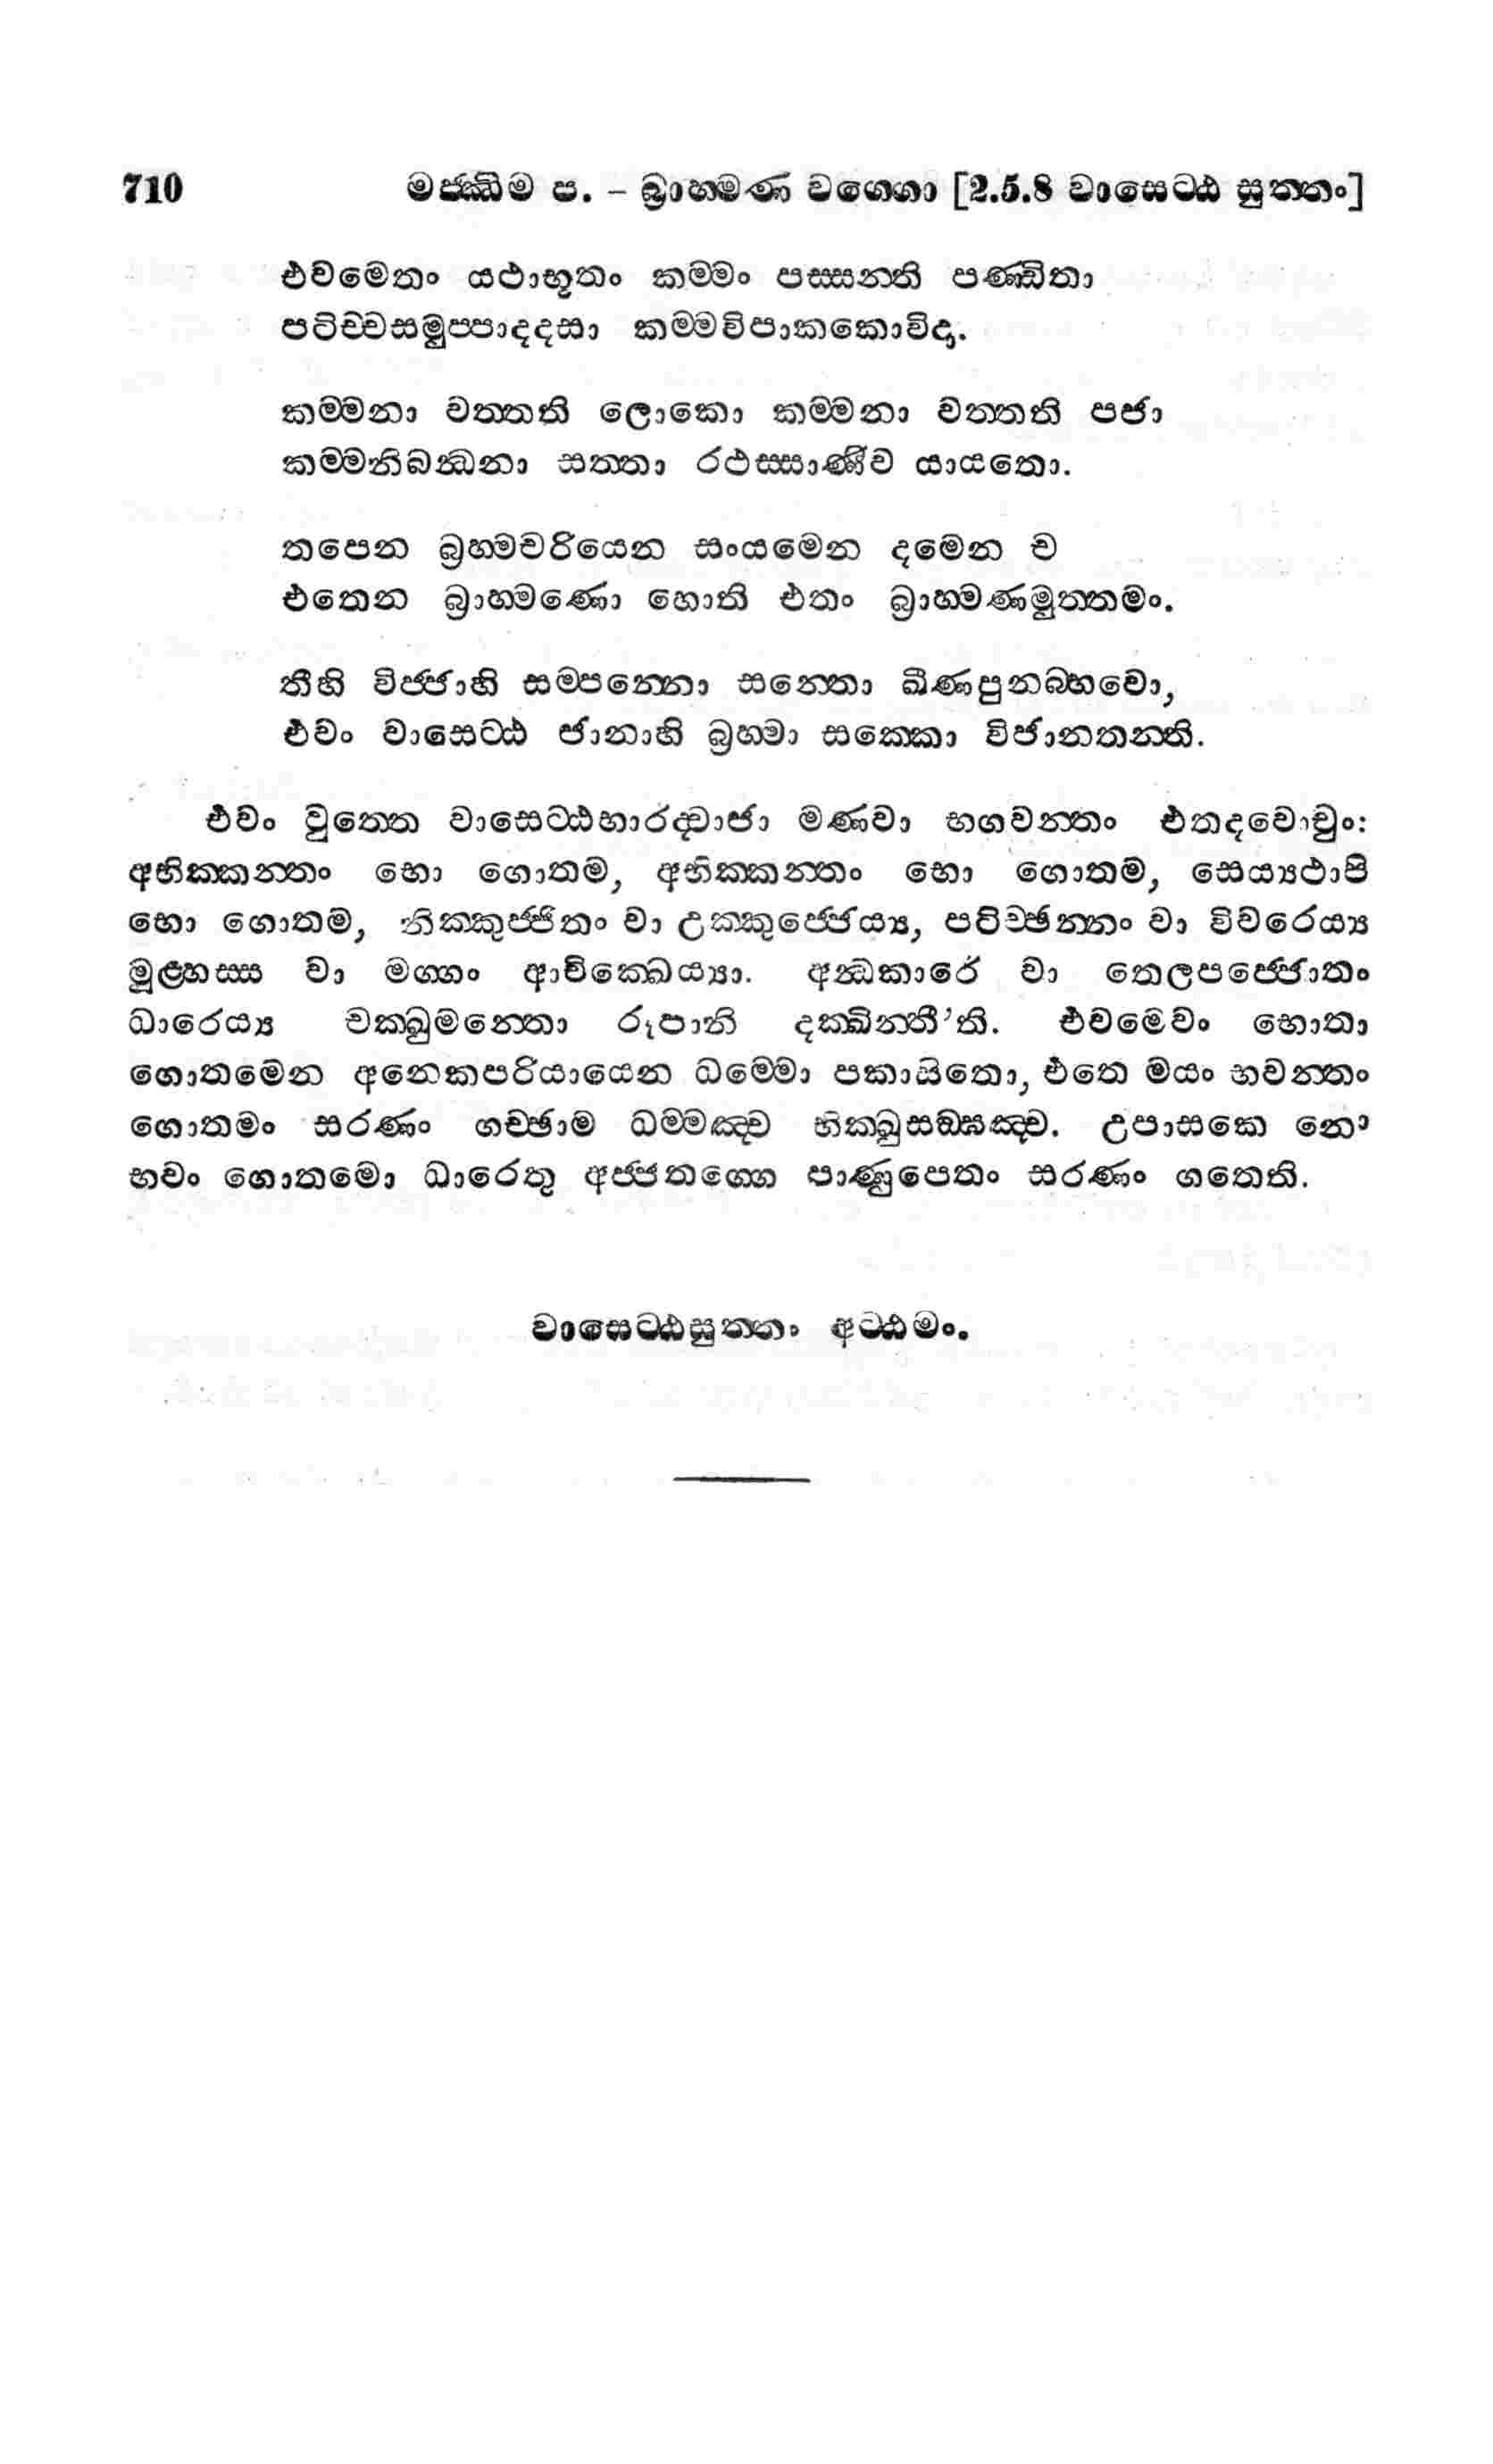 710 මජ්ඣිම ප. - බ්‍රාහ්මණ වග්ගො [2.5.8 වාසෙට්ඨ සුත්තං]
එවමෙතං යථාභූතං කම්මං පස්සන්ති පණ්ඩිතා
පටිච්චසමුප්පාදදසා කම්මවිපාකකොවිදා.
කම්මනා වත්තති ලොකො කම්මනා වත්තති පජා
කම්මනිබන්ධනා සත්තා රථස්සාණීව යායතො.
තපෙන බ්‍රහ්මචරියෙන සංයමෙන දමෙන ච
එතෙන බ්‍රාහ්මණො හොති එතං බ්‍රාහ්මණමුත්තමං.
තීහි විජ්ජාහි සම්පන්නො සන්තො ඛීණපුනබ්භවො,
එවං වාසෙට්ඨ ජානාහි බ්‍රහ්මා සක්කො විජානතන්ති.
එවං වුත්තෙ වාසෙට්ඨභාරද්වාජා මණවා භගවන්තං එතදවොචුං:
අභික්කන්තං භො ගොතම, අභික්කන්තං භො ගොතම, සෙය්‍යථාපි
භො ගොතම, නික්කුජ්ජිතං වා උක්කුජ්ජෙය්‍ය, පටිච්ඡන්නං වා විවරෙය්‍ය
මූළ්හස්ස වා මග්ගං ආචික්ඛෙය්‍යා. අන්ධකාරේ වා තෙලපජ්ජොතං
ධාරෙය්‍ය චක්ඛුමන්තො රූපානි දක්ඛින්තී'ති. එවමෙවං භොතා
ගොතමෙන අනෙකපරියායෙන ධම්මො පකාසිතො, එතෙ මයං භවන්තං
ගොතමං සරණං ගච්ඡාම ධම්මඤ්ච භික්ඛුසඞ්ඝඤ්ච. උපාසකෙ නො
භවං ගොතමො ධාරෙතු අජ්ජතග්ගෙ පාණුපෙතං සරණං ගතෙති.
වාසෙට්ඨසුත්තං අට්ඨමං.